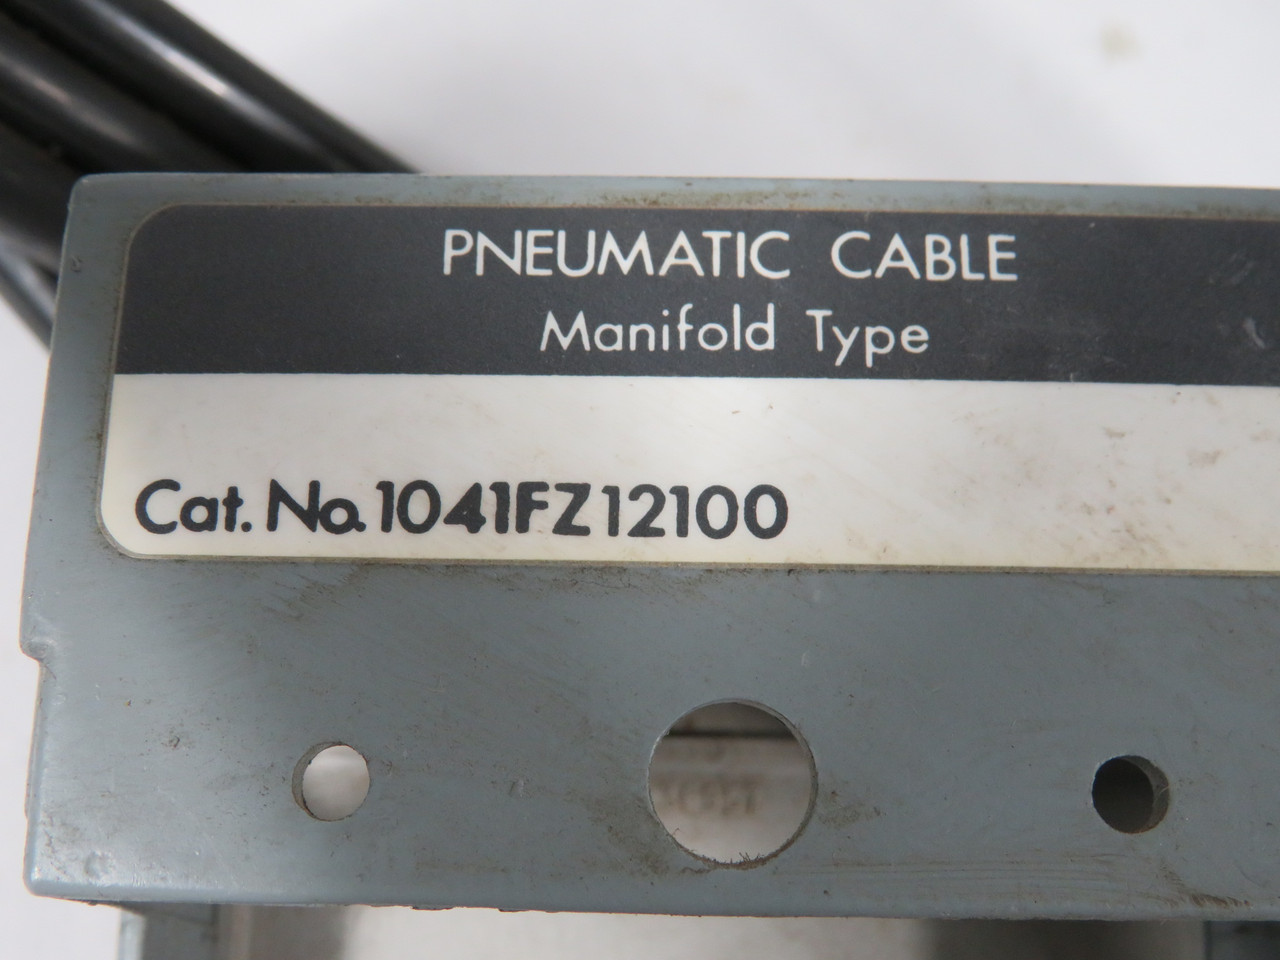 PNEUMATIC CABLE
Manifold Type
Cat. No. 1041FZ12100